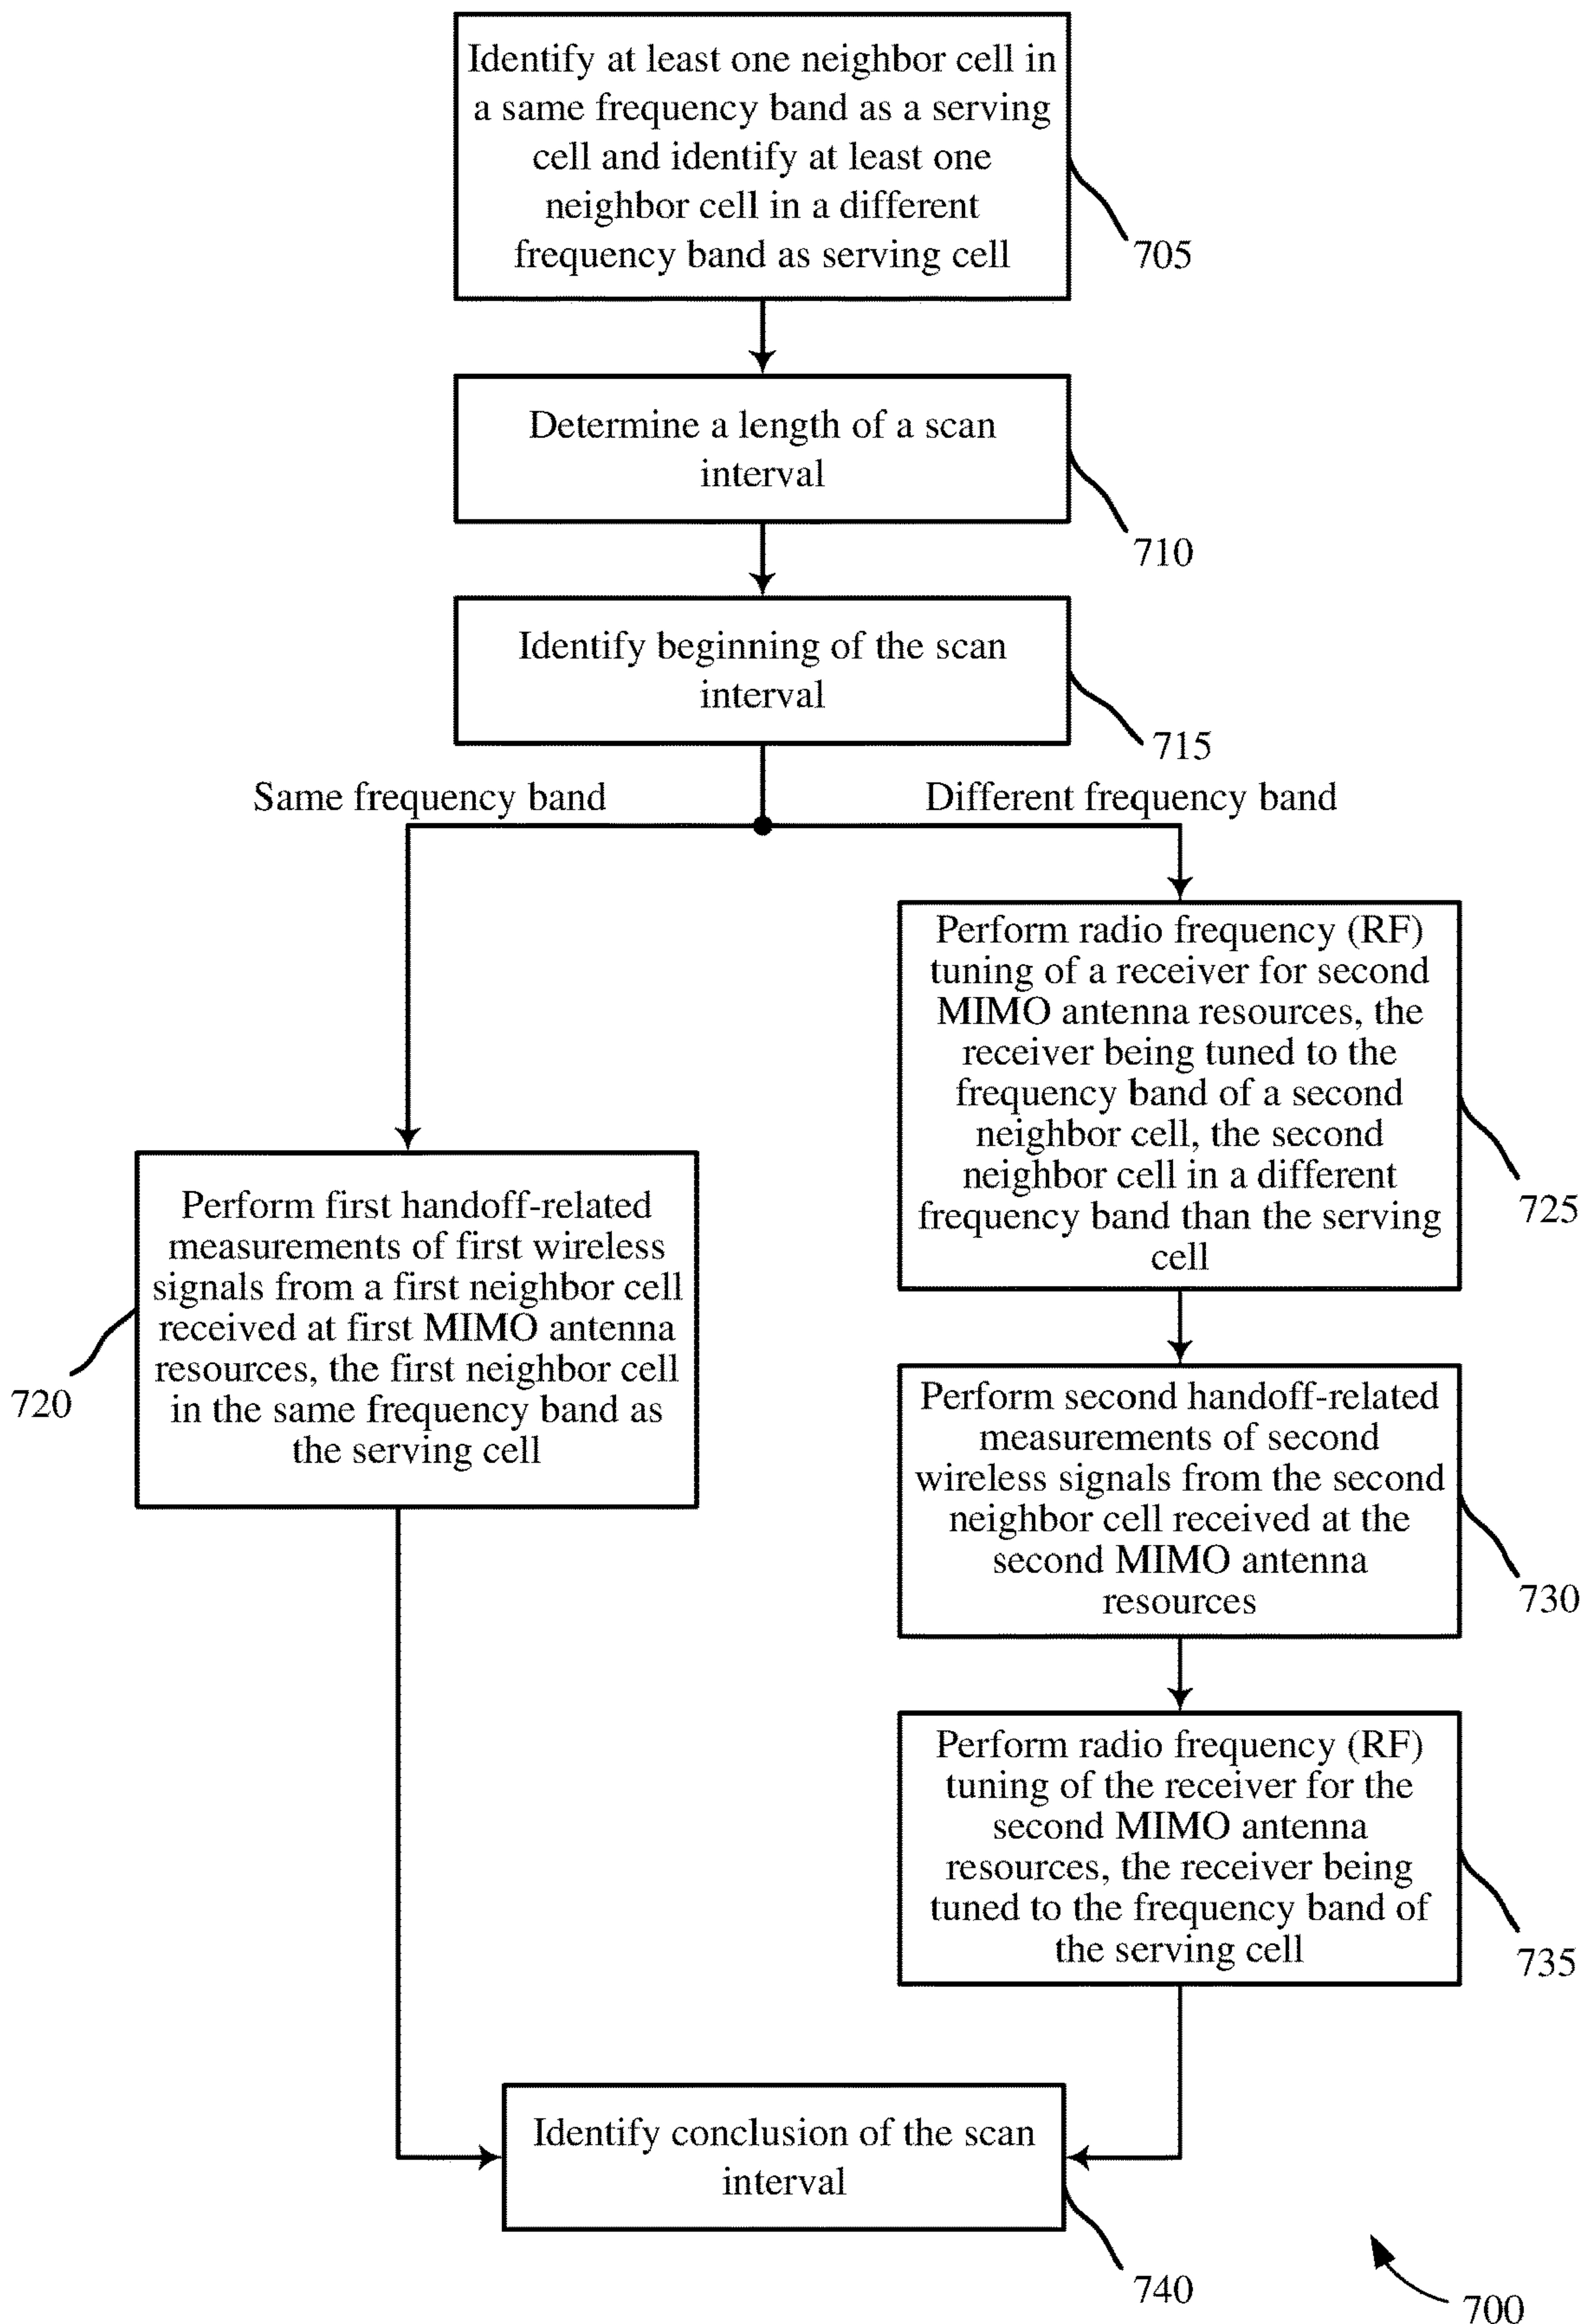 Identify at least one neighbor cell in
a same frequency band as a serving
cell and identify at least one
neighbor cell in a different
frequency band as serving cell
705
Determine a length of a scan
interval
710
Identify beginning of the scan
interval
715
Same frequency band
Different frequency band
Perform radio frequency (RF)
tuning of a receiver for second
MIMO antenna resources, the
receiver being tuned to the
frequency band of a second
neighbor cell, the second
neighbor cell in a different
frequency band than the serving
cell
725
Perform first handoff-related
measurements of first wireless
signals from a first neighbor cell
received at first MIMO antenna
resources, the first neighbor cell
in the same frequency band as
the serving cell
720
Perform second handoff-related
measurements of second
wireless signals from the second
neighbor cell received at the
second MIMO antenna
resources
730
Perform radio frequency (RF)
tuning of the receiver for the
second MIMO antenna
resources, the receiver being
tuned to the frequency band of
the serving cell
735
Identify conclusion of the scan
interval
740
700